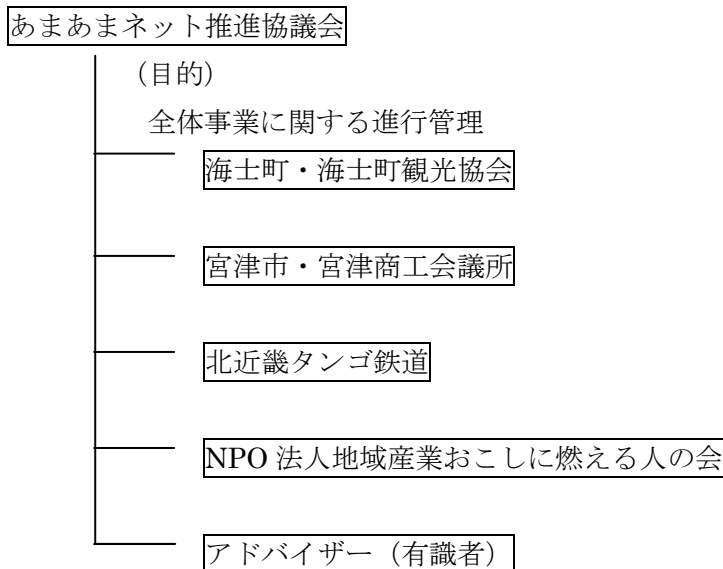 あまあまネット推進協議会
（目的）
全体事業に関する進行管理
海士町・海士町観光協会
宮津市・宮津商工会議所
北近畿タンゴ鉄道
NPO 法人地域産業おこしに燃える人の会
アドバイザー（有識者）